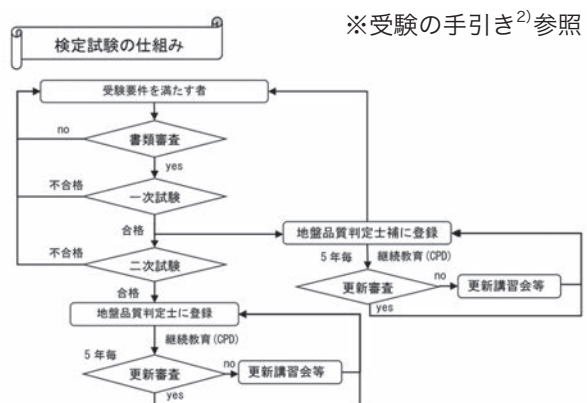 ※受験の手引き2)参照
検定試験の仕組み
受験要件を満たす者
no
書類審査
yes
不合格
一次試験
合格
地盤品質判定士補に登録
不合格
5年毎 継続教育(CPD)
二次試験
更新審査
no
更新講習会等
yes
合格
地盤品質判定士に登録
継続教育(CPD)
5年毎
更新審査
no
更新講習会等
yes